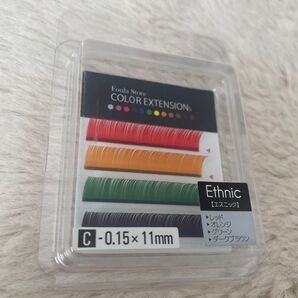 Foula Store
COLOR EXTENSION
Ethnic
【エスニック】
レッド
オレンジ
グリーン
ダークブラウン
C - 0.15×11mm